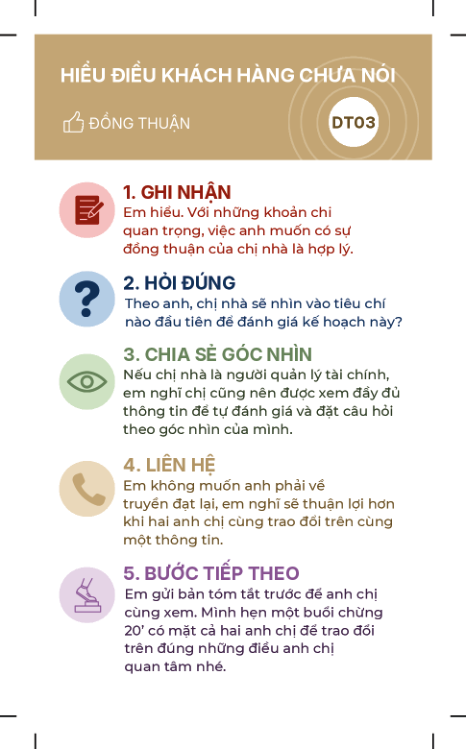 HIỂU ĐIỀU KHÁCH HÀNG CHƯA NÓI
ĐỒNG THUẬN
DT03
1. GHI NHẬN
Em hiểu. Với những khoản chi
quan trọng, việc anh muốn có sự
đồng thuận của chị nhà là hợp lý.
2. HỎI ĐÚNG
Theo anh, chị nhà sẽ nhìn vào tiêu chí
nào đầu tiên để đánh giá kế hoạch này?
3. CHIA SẺ GÓC NHÌN
Nếu chị nhà là người quản lý tài chính,
em nghĩ chị cũng nên được xem đầy đủ
thông tin để tự đánh giá và đặt câu hỏi
theo góc nhìn của mình.
4. LIÊN HỆ
Em không muốn anh phải về
truyền đạt lại, em nghĩ sẽ thuận lợi hơn
khi hai anh chị cùng trao đổi trên cùng
một thông tin.
5. BƯỚC TIẾP THEO
Em gửi bản tóm tắt trước để anh chị
cùng xem. Mình hẹn một buổi chừng
20' có mặt cả hai anh chị để trao đổi
trên đúng những điều anh chị
quan tâm nhé.